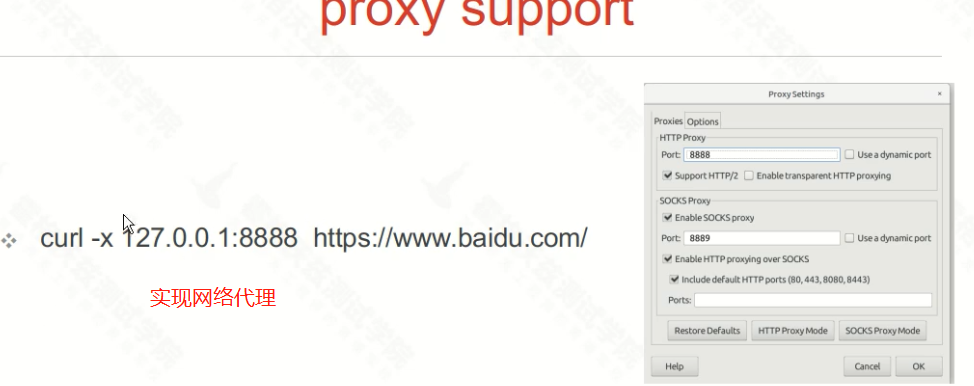 proxy support
curl -x 127.0.0.1:8888 https://www.baidu.com/
实现网络代理
Proxy Settings
×
Proxies Options
HTTP Proxy
Port: 8888 Use a dynamic port
Support HTTP/2 Enable transparent HTTP proxying
SOCKS Proxy
Enable SOCKS proxy
Port: 8889 Use a dynamic port
Enable HTTP proxying over SOCKS
Include default HTTP ports (80, 443, 8080, 8443)
Ports:
Restore Defaults HTTP Proxy Mode SOCKS Proxy Mode
Help Cancel OK